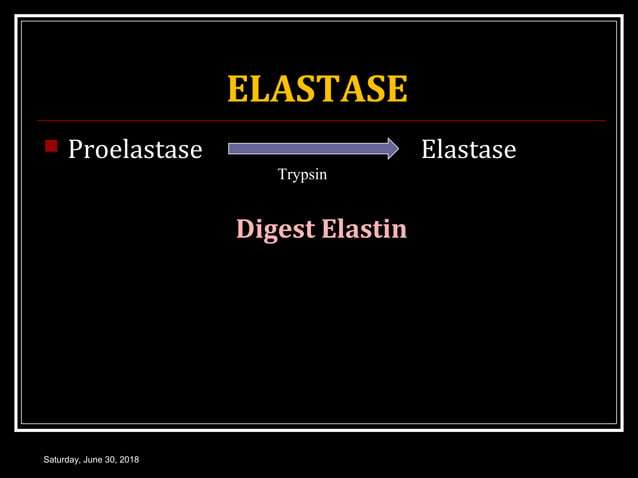 ELASTASE
Proelastase Elastase
Trypsin
Digest Elastin
Saturday, June 30, 2018